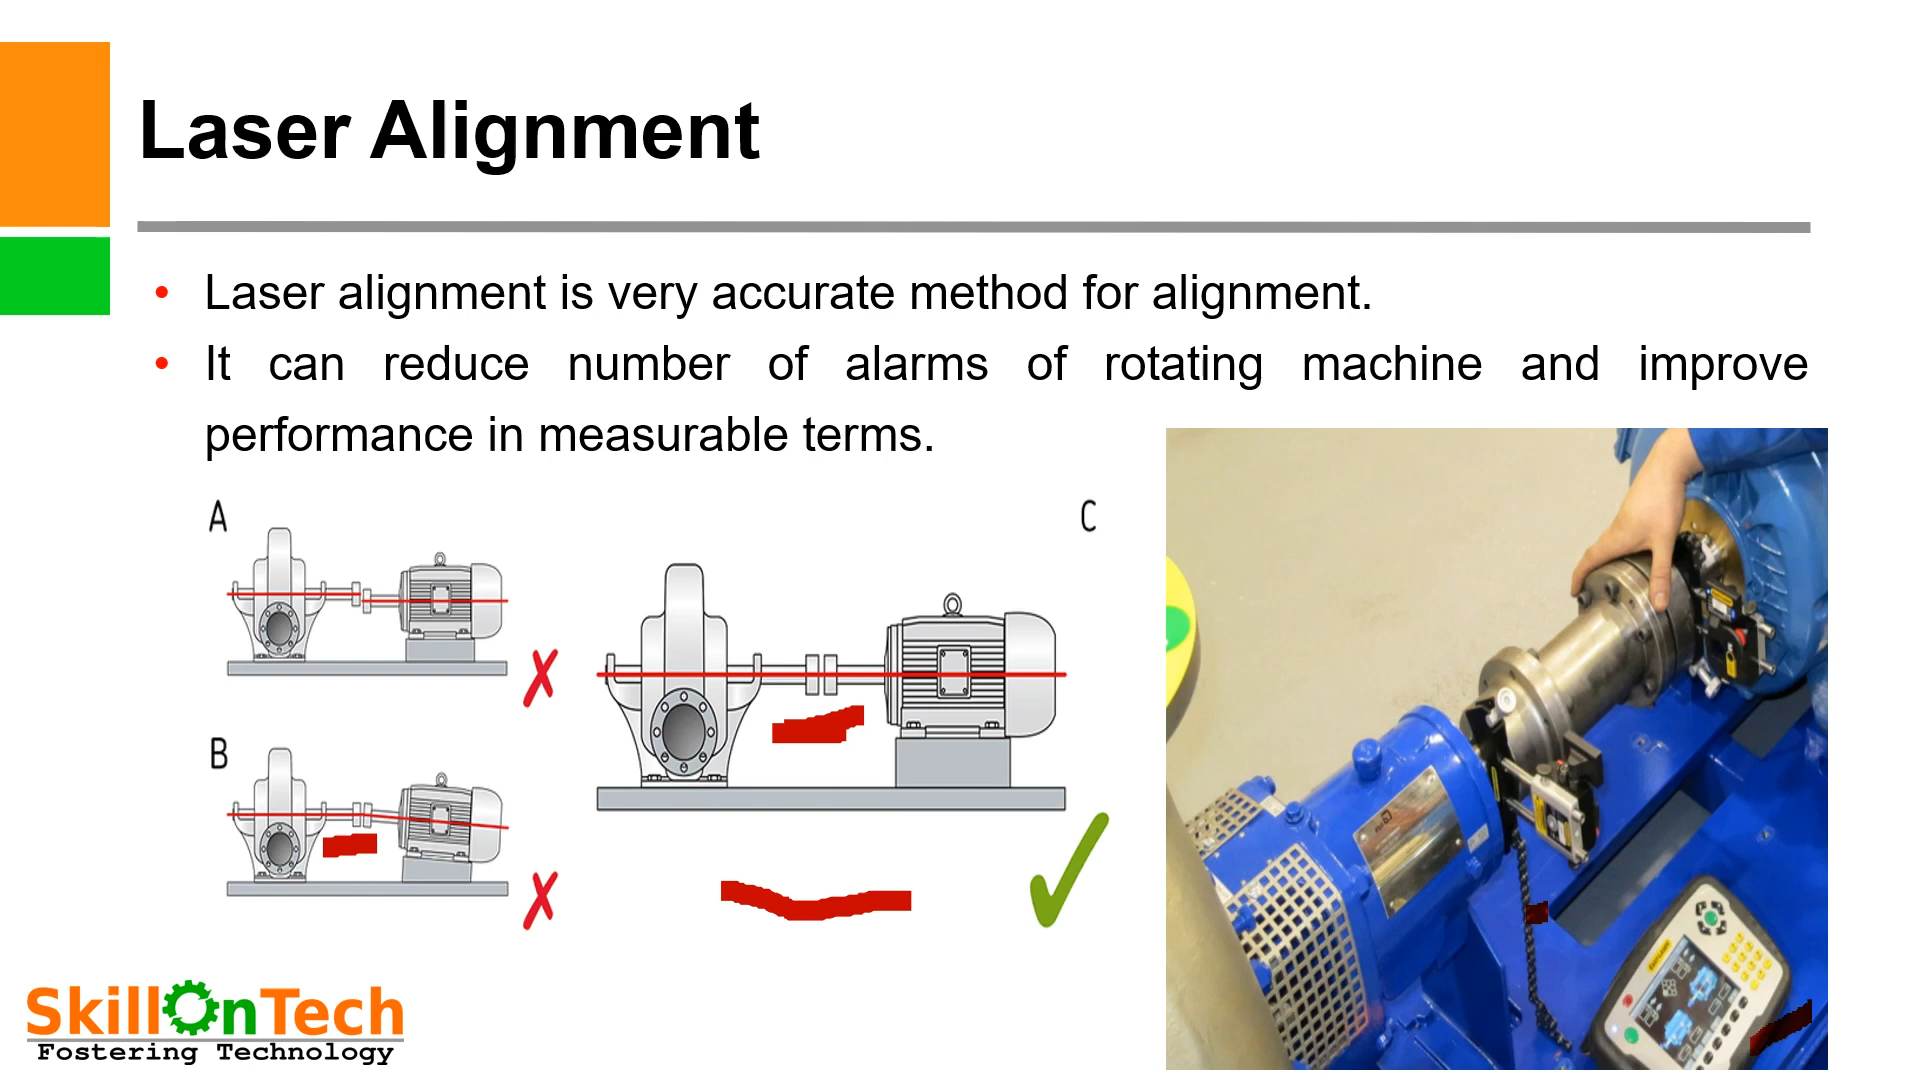 Laser Alignment
• Laser alignment is very accurate method for alignment.
• It can reduce number of alarms of rotating machine and improve
performance in measurable terms.
A
C
B
SkillOnTech
Fostering Technology